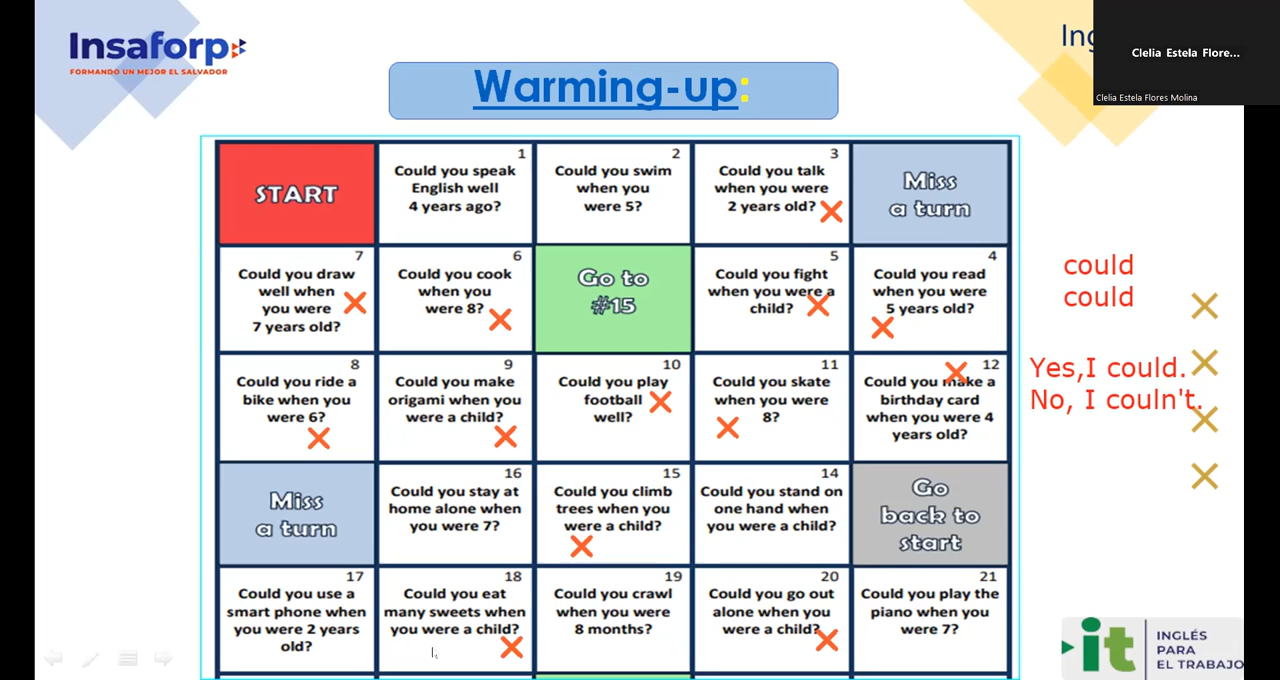 Insaforp
FORMANDO UN MEJOR EL SALVADOR
Clelia Estela Flore...
Clelia Estela Flores Molina
Warming-up:
START
1
Could you speak
English well
4 years ago?
2
Could you swim
when you
were 5?
3
Could you talk
when you were
2 years old?
Miss
a turn
7
Could you draw
well when
you were
7 years old?
6
Could you cook
when you
were 8?
Go to
#15
5
Could you fight
when you were a
child?
4
Could you read
when you were
5 years old?
8
Could you ride a
bike when you
were 6?
9
Could you make
origami when you
were a child?
10
Could you play
football
well?
11
Could you skate
when you were
8?
12
Could you make a
birthday card
when you were 4
years old?
Miss
a turn
16
Could you stay at
home alone when
you were 7?
15
Could you climb
trees when you
were a child?
14
Could you stand on
one hand when
you were a child?
Go
back to
start
17
Could you use a
smart phone when
you were 2 years
old?
18
Could you eat
many sweets when
you were a child?
19
Could you crawl
when you were
8 months?
20
Could you go out
alone when you
were a child?
21
Could you play the
piano when you
were 7?
could
could
Yes,I could.
No, I couln't.
it
INGLÉS
PARA
EL TRABAJO